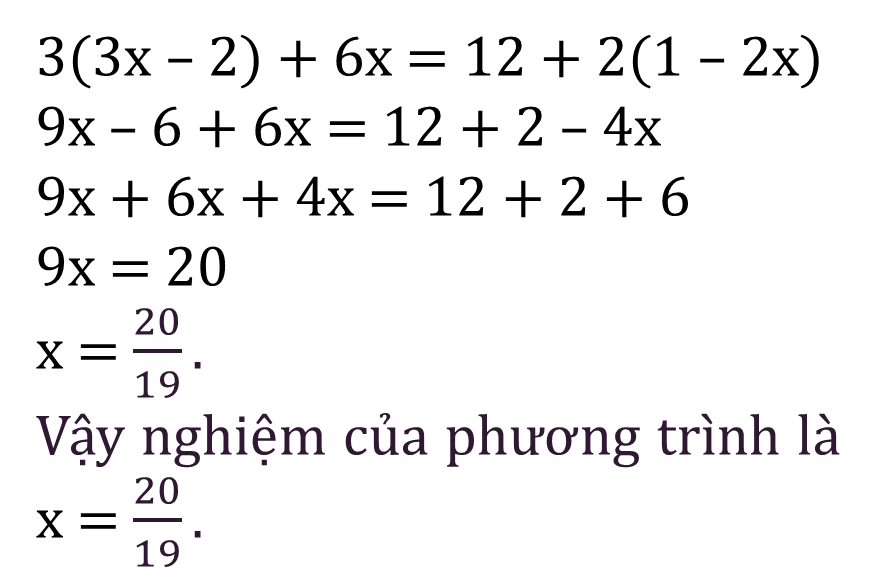 3(3x – 2) + 6x = 12 + 2(1 – 2x)
9x – 6 + 6x = 12 + 2 – 4x
9x + 6x + 4x = 12 + 2 + 6
9x = 20
x = 20/19 .
Vậy nghiệm của phương trình là
x = 20/19 .